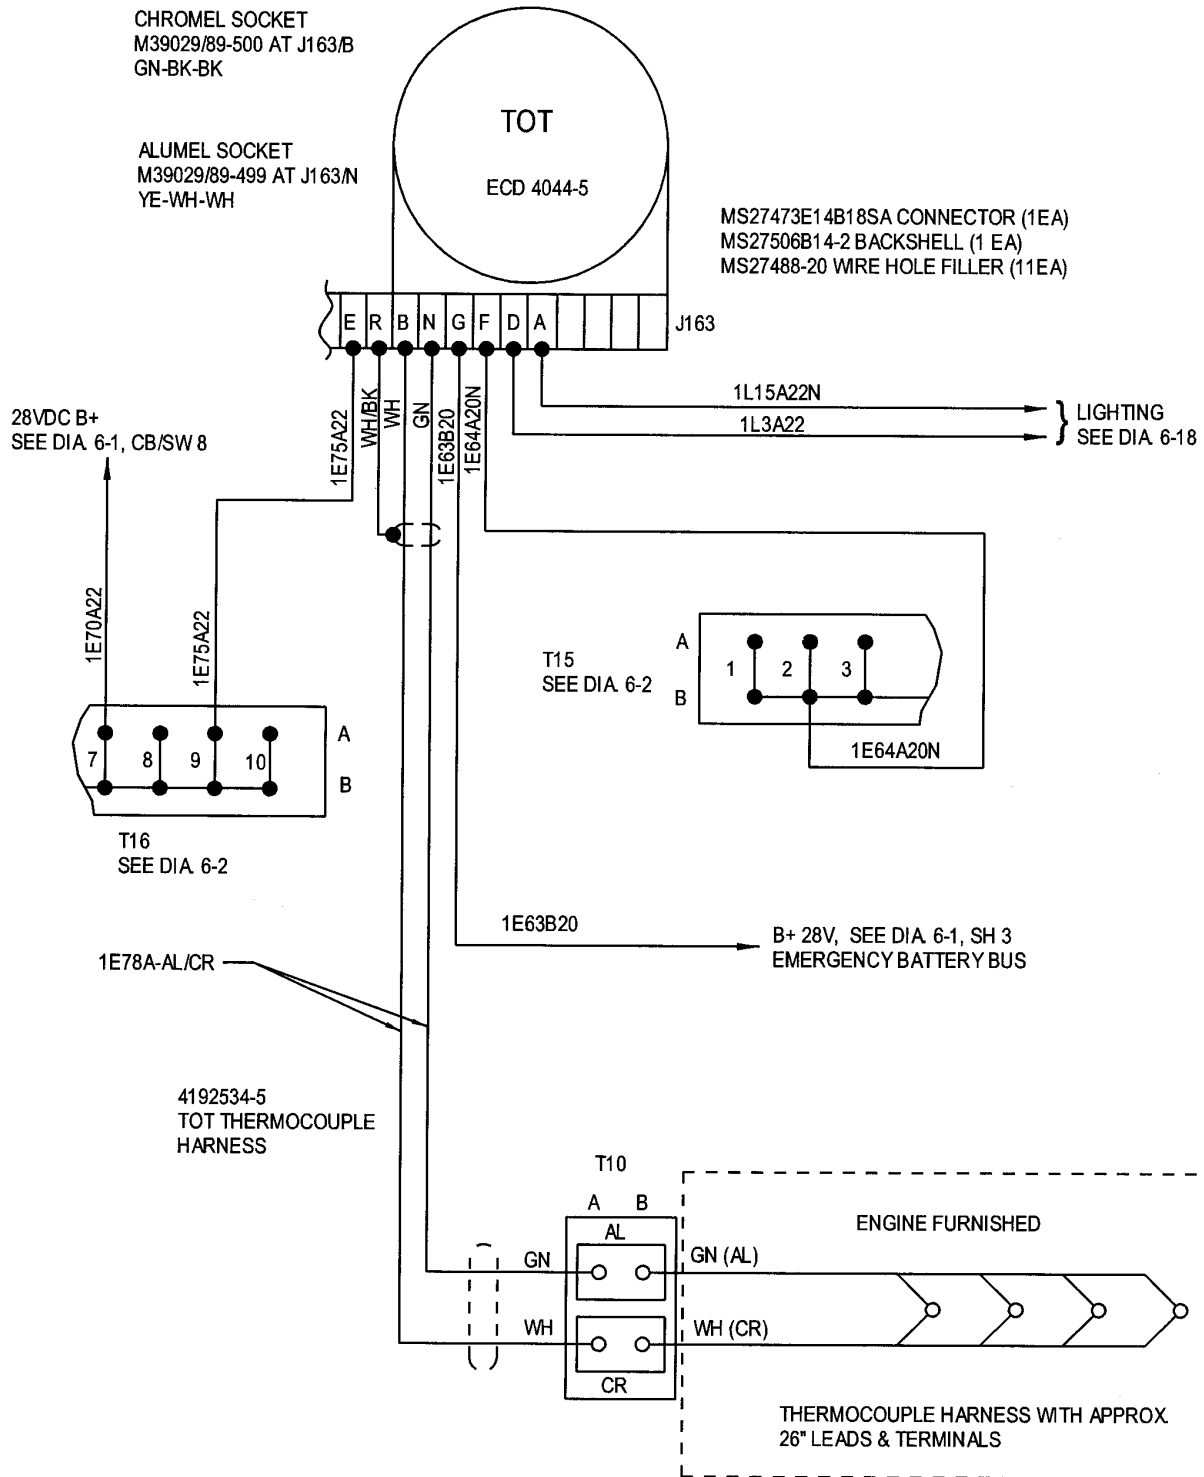 CHROMEL SOCKET
M39029/89-500 AT J163/B
GN-BK-BK
TOT
ECD 4044-5
ALUMEL SOCKET
M39029/89-499 AT J163/N
YE-WH-WH
MS27473E14B18SA CONNECTOR (1EA)
MS27506B14-2 BACKSHELL (1 EA)
MS27488-20 WIRE HOLE FILLER (11EA)
E R B N G F D A
J163
1E75A22
WH/BK
WH
GN
1E63B20
1E64A20N
1L15A22N
1L3A22
} LIGHTING
SEE DIA. 6-18
28VDC B+
SEE DIA. 6-1, CB/SW 8
1E70A22
1E75A22
T15
SEE DIA. 6-2
A
B
1 2 3
1E64A20N
7 8 9 10
A
B
T16
SEE DIA. 6-2
1E63B20
B+ 28V, SEE DIA. 6-1, SH 3
EMERGENCY BATTERY BUS
1E78A-AL/CR
4192534-5
TOT THERMOCOUPLE
HARNESS
T10
A B
AL
GN
GN (AL)
WH
WH (CR)
CR
ENGINE FURNISHED
THERMOCOUPLE HARNESS WITH APPROX.
26" LEADS & TERMINALS